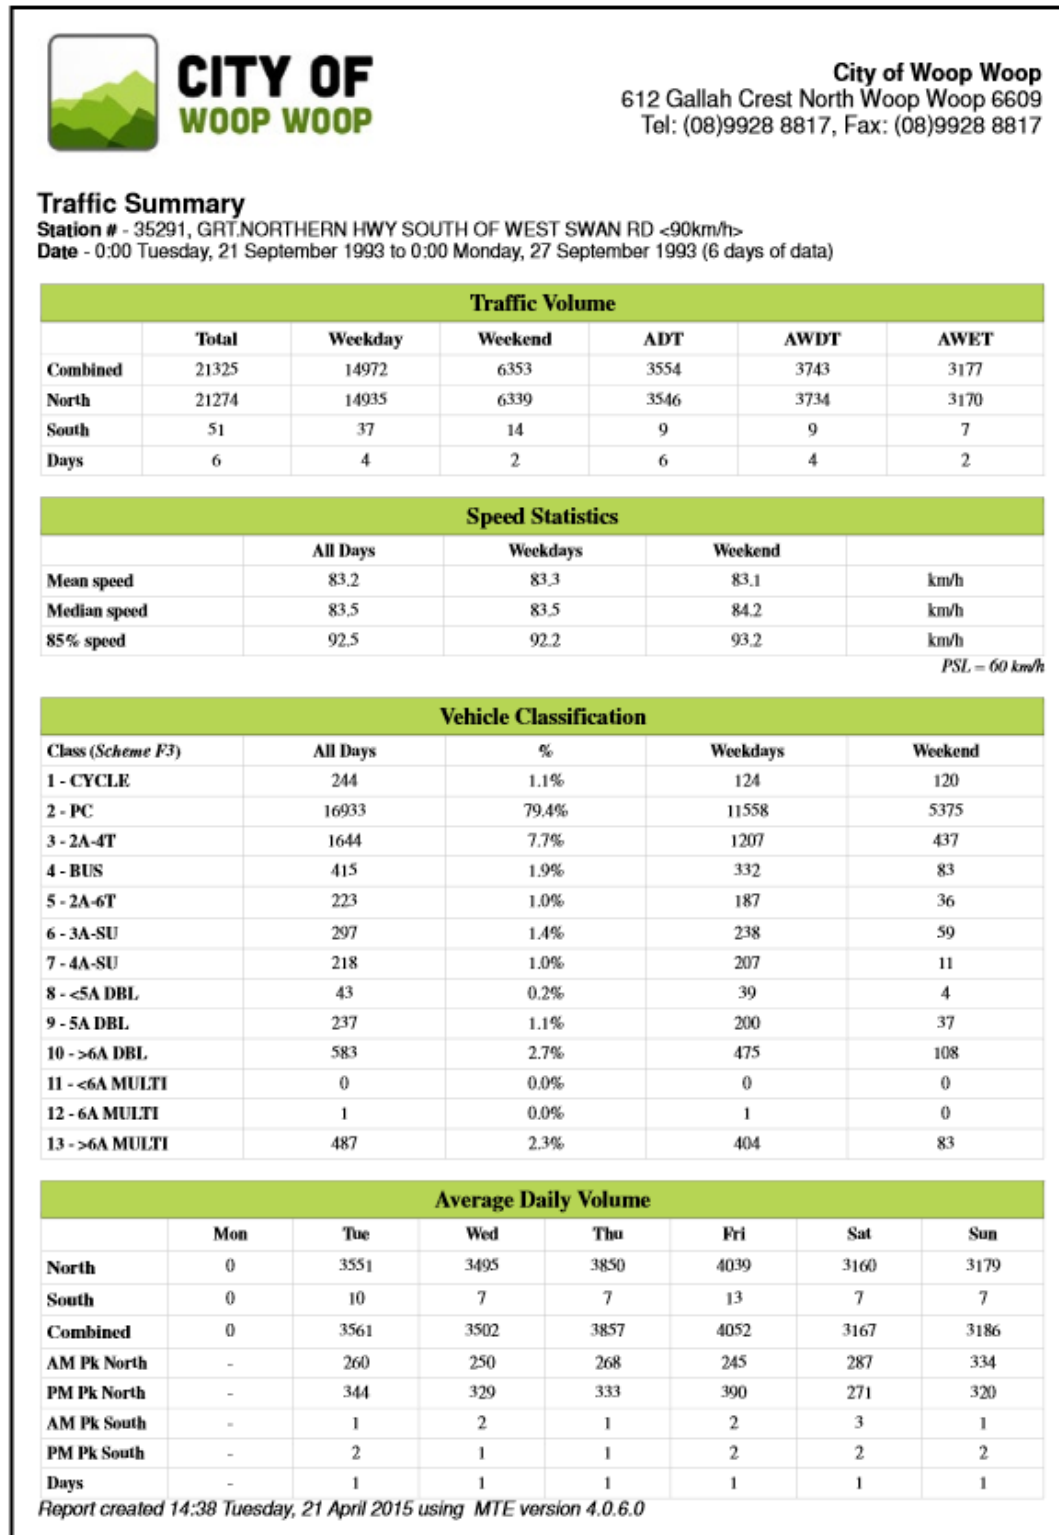 CITY OF
WOOP WOOP
City of Woop Woop
612 Gallah Crest North Woop Woop 6609
Tel: (08)9928 8817, Fax: (08)9928 8817
Traffic Summary
Station # - 35291, GRT.NORTHERN HWY SOUTH OF WEST SWAN RD <90km/h>
Date - 0:00 Tuesday, 21 September 1993 to 0:00 Monday, 27 September 1993 (6 days of data)
Traffic Volume
Total Weekday Weekend ADT AWDT AWET
Combined 21325 14972 6353 3554 3743 3177
North 21274 14935 6339 3546 3734 3170
South 51 37 14 9 9 7
Days 6 4 2 6 4 2
Speed Statistics
All Days Weekdays Weekend
Mean speed 83.2 83.3 83.1 km/h
Median speed 83.5 83.5 84.2 km/h
85% speed 92.5 92.2 93.2 km/h
PSL = 60 km/h
Vehicle Classification
Class (Scheme F3) All Days % Weekdays Weekend
1 - CYCLE 244 1.1% 124 120
2 - PC 16933 79.4% 11558 5375
3 - 2A-4T 1644 7.7% 1207 437
4 - BUS 415 1.9% 332 83
5 - 2A-6T 223 1.0% 187 36
6 - 3A-SU 297 1.4% 238 59
7 - 4A-SU 218 1.0% 207 11
8 - <5A DBL 43 0.2% 39 4
9 - 5A DBL 237 1.1% 200 37
10 - >6A DBL 583 2.7% 475 108
11 - <6A MULTI 0 0.0% 0 0
12 - 6A MULTI 1 0.0% 1 0
13 - >6A MULTI 487 2.3% 404 83
Average Daily Volume
Mon Tue Wed Thu Fri Sat Sun
North 0 3551 3495 3850 4039 3160 3179
South 0 10 7 7 13 7 7
Combined 0 3561 3502 3857 4052 3167 3186
AM Pk North - 260 250 268 245 287 334
PM Pk North - 344 329 333 390 271 320
AM Pk South - 1 2 1 2 3 1
PM Pk South - 2 1 1 2 2 2
Days - 1 1 1 1 1 1
Report created 14:38 Tuesday, 21 April 2015 using MTE version 4.0.6.0